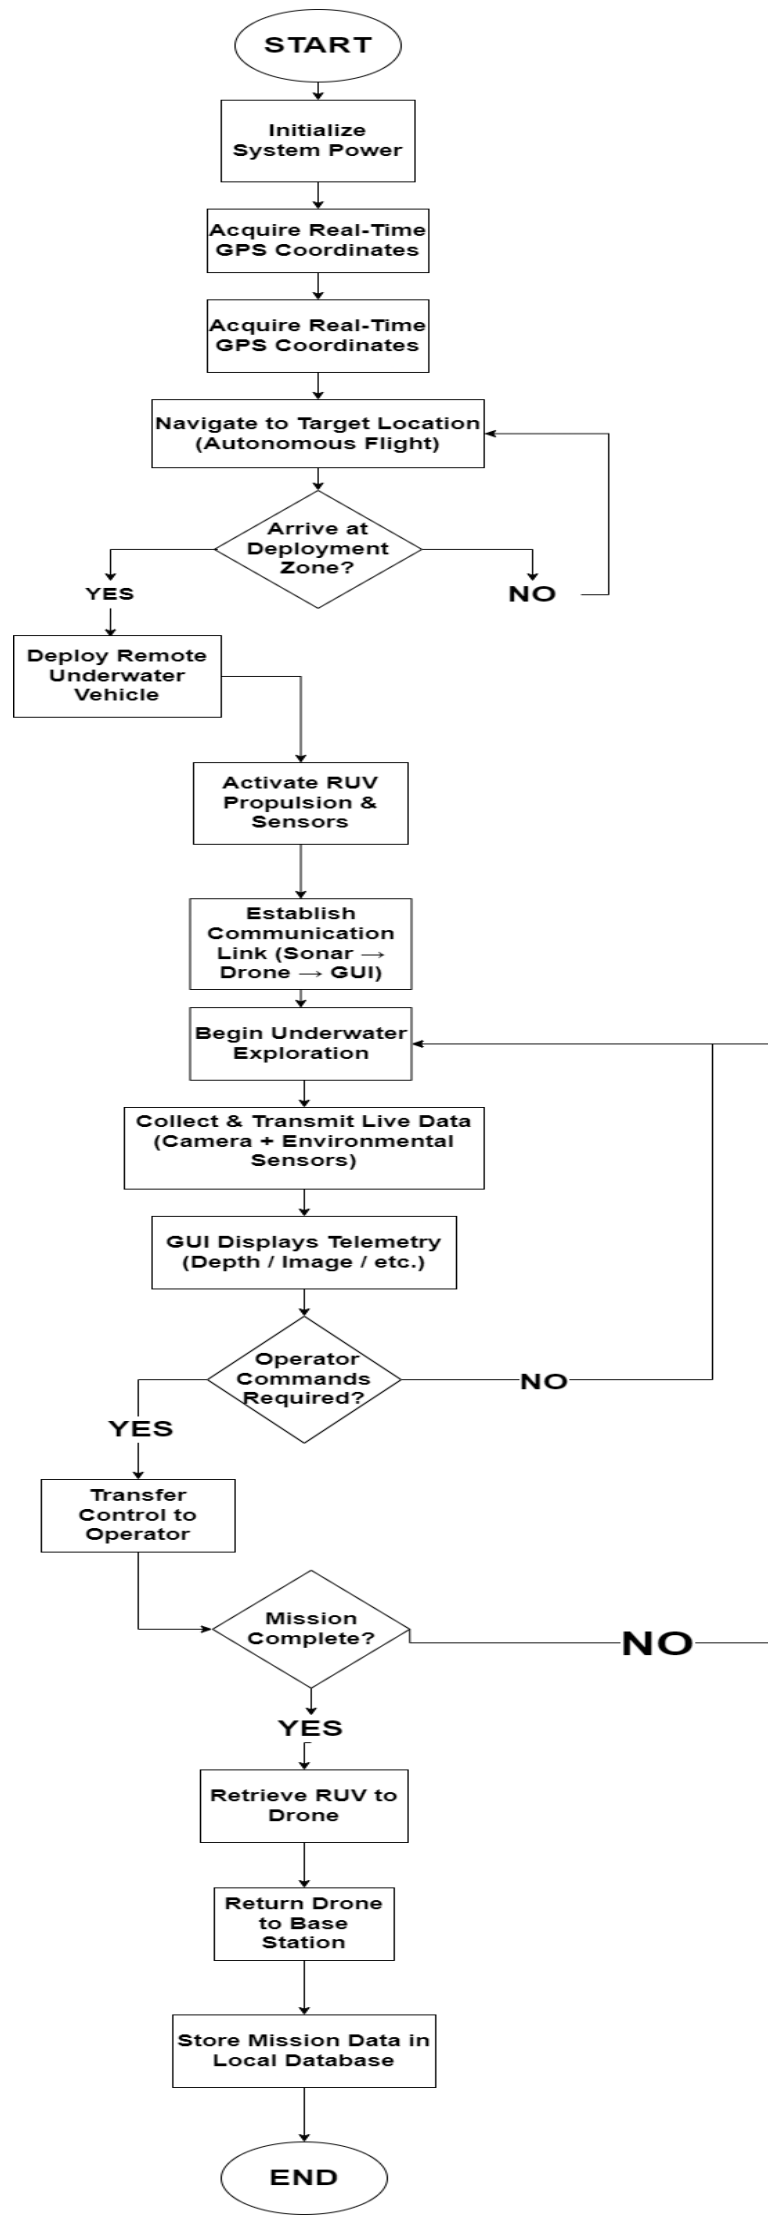 START
Initialize
System Power
Acquire Real-Time
GPS Coordinates
Acquire Real-Time
GPS Coordinates
Navigate to Target Location
(Autonomous Flight)
Arrive at
Deployment
Zone?
YES
NO
Deploy Remote
Underwater
Vehicle
Activate RUV
Propulsion &
Sensors
Establish
Communication
Link (Sonar →
Drone → GUI)
Begin Underwater
Exploration
Collect & Transmit Live Data
(Camera + Environmental
Sensors)
GUI Displays Telemetry
(Depth / Image / etc.)
Operator
Commands
Required?
NO
YES
Transfer
Control to
Operator
Mission
Complete?
NO
YES
Retrieve RUV to
Drone
Return Drone
to Base
Station
Store Mission Data in
Local Database
END